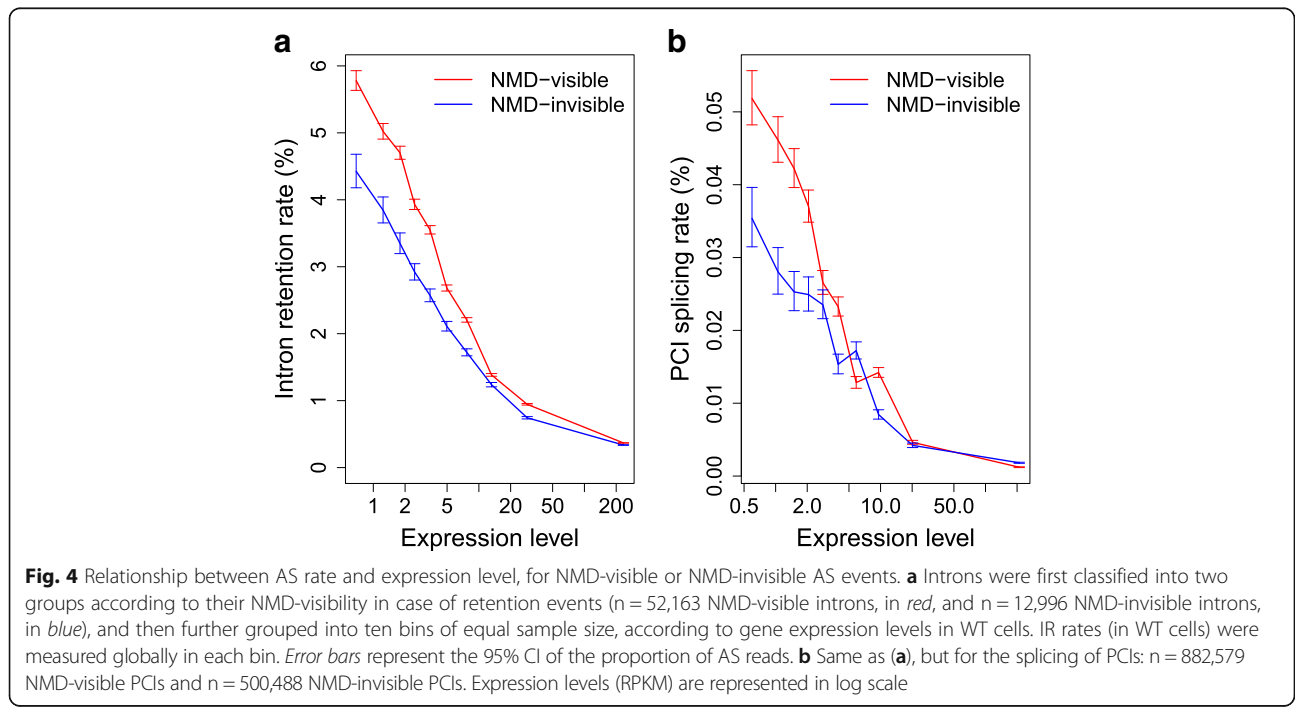 a
b
6
5
4
3
2
1
0
Intron retention rate (%)
NMD−visible
NMD−invisible
1 2 5 20 50 200
Expression level
0.05
0.04
0.03
0.02
0.01
0.00
PCI splicing rate (%)
NMD−visible
NMD−invisible
0.5 2.0 10.0 50.0
Expression level
Fig. 4 Relationship between AS rate and expression level, for NMD-visible or NMD-invisible AS events. a Introns were first classified into two
groups according to their NMD-visibility in case of retention events (n = 52,163 NMD-visible introns, in red, and n = 12,996 NMD-invisible introns,
in blue), and then further grouped into ten bins of equal sample size, according to gene expression levels in WT cells. IR rates (in WT cells) were
measured globally in each bin. Error bars represent the 95% CI of the proportion of AS reads. b Same as (a), but for the splicing of PCIs: n = 882,579
NMD-visible PCIs and n = 500,488 NMD-invisible PCIs. Expression levels (RPKM) are represented in log scale